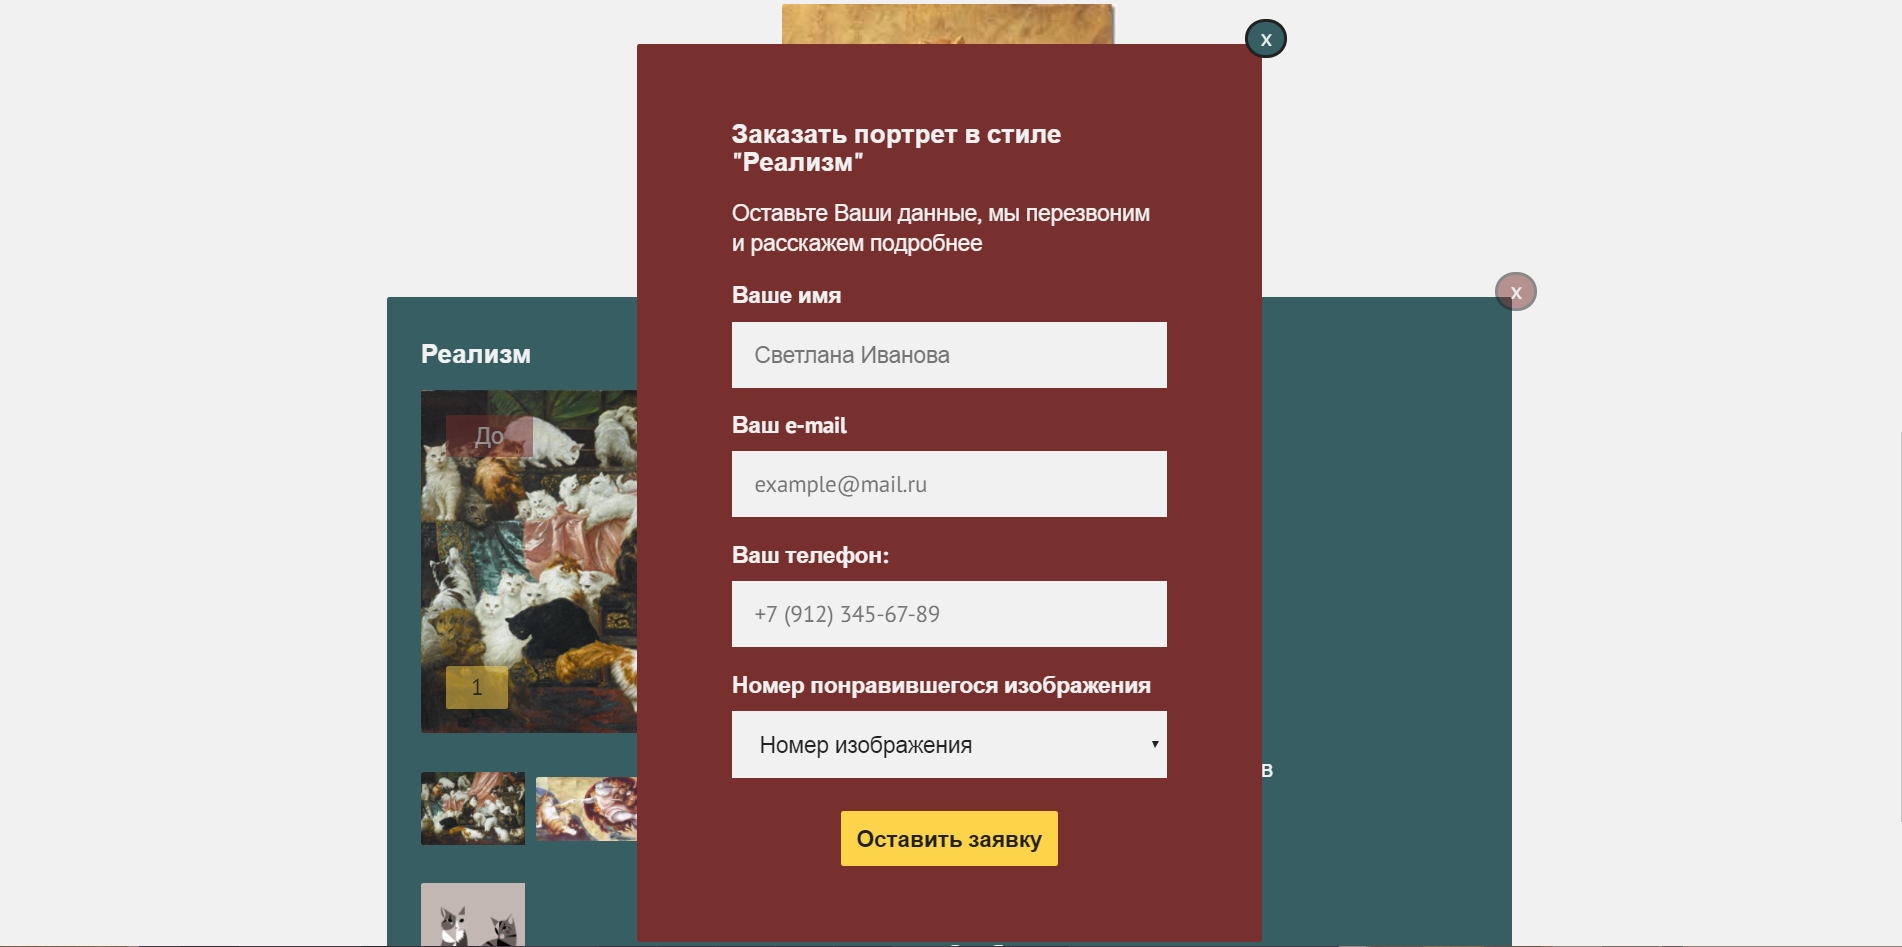 x
Заказать портрет в стиле
"Реализм"
Оставьте Ваши данные, мы перезвоним
и расскажем подробнее
Ваше имя
Светлана Иванова
Ваш e-mail
example@mail.ru
Ваш телефон:
+7 (912) 345-67-89
Номер понравившегося изображения
Номер изображения
Оставить заявку
x
Реализм
До
1
в